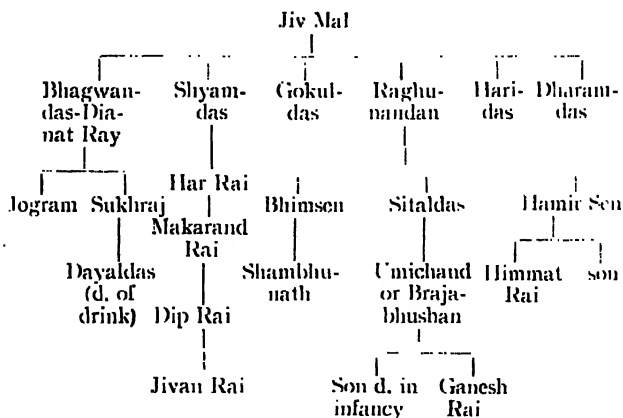 Jiv Mal
Bhagwan- Shyam- Gokul- Raghu- Hari- Dharam-
das-Dia- das das nandan das das
nat Ray
Har Rai
Jogram Sukhraj Bhimsen Sitaldas Hamir Sen
Makarand
Rai
Dayaldas Shambhu- Umichand Himmat son
(d. of nath or Braja- Rai
drink) Dip Rai bhushan
Jivan Rai Son d. in Ganesh
infancy Rai